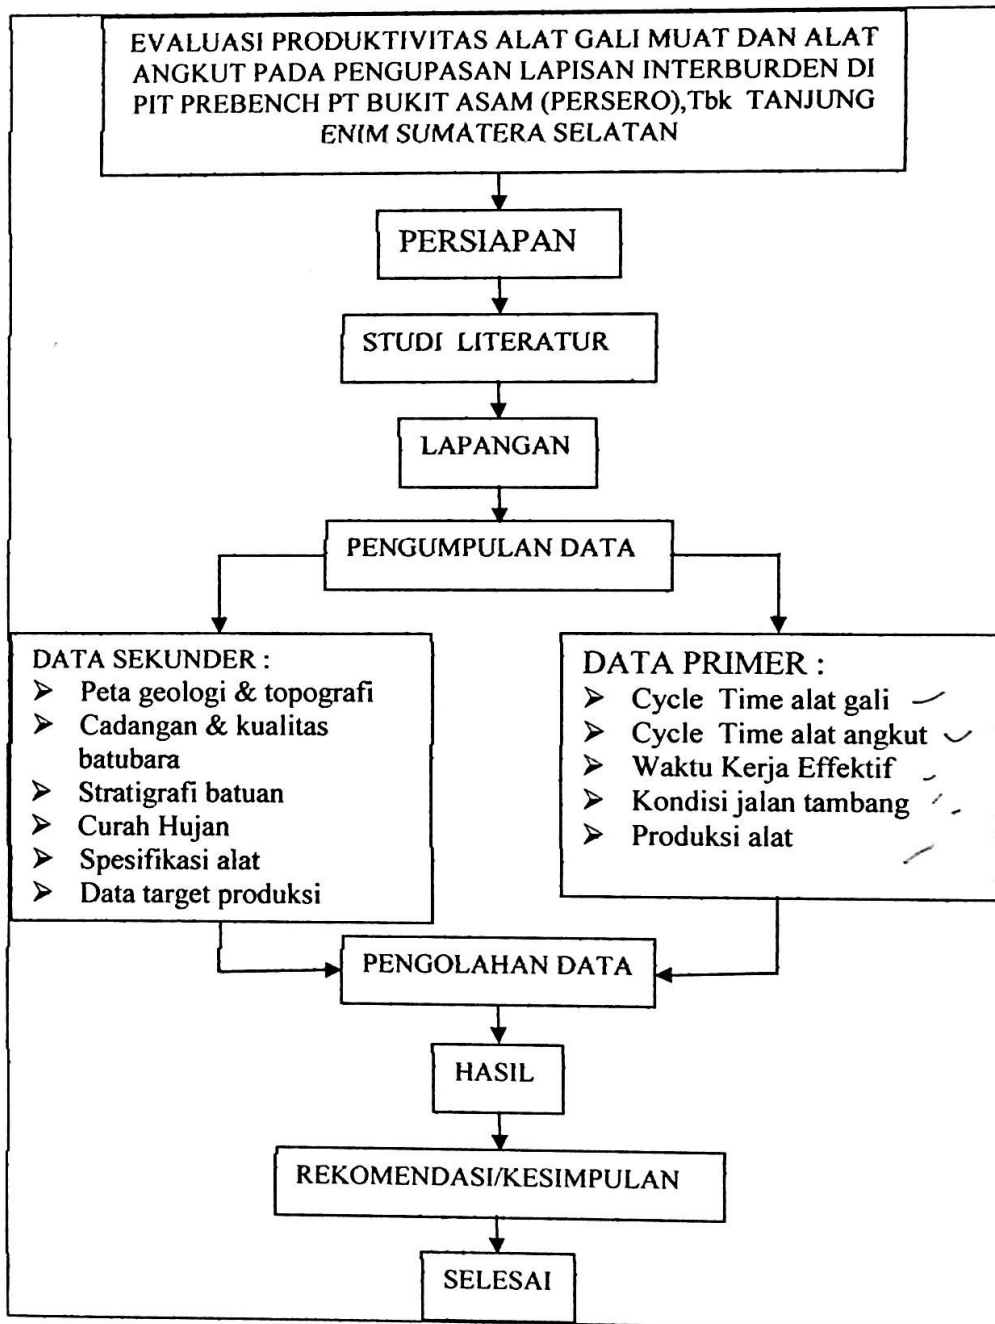 EVALUASI PRODUKTIVITAS ALAT GALI MUAT DAN ALAT
ANGKUT PADA PENGUPASAN LAPISAN INTERBURDEN DI
PIT PREBENCH PT BUKIT ASAM (PERSERO),Tbk TANJUNG
ENIM SUMATERA SELATAN
PERSIAPAN
STUDI LITERATUR
LAPANGAN
PENGUMPULAN DATA
DATA SEKUNDER :
➢ Peta geologi & topografi
➢ Cadangan & kualitas
batubara
➢ Stratigrafi batuan
➢ Curah Hujan
➢ Spesifikasi alat
➢ Data target produksi
DATA PRIMER :
➢ Cycle Time alat gali
➢ Cycle Time alat angkut
➢ Waktu Kerja Effektif
➢ Kondisi jalan tambang
➢ Produksi alat
PENGOLAHAN DATA
HASIL
REKOMENDASI/KESIMPULAN
SELESAI